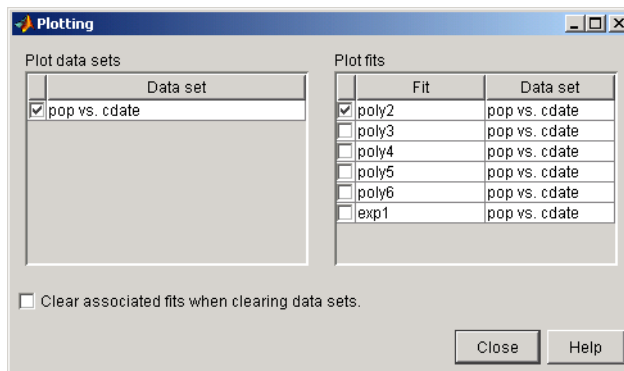 Plotting
Plot data sets
Data set
pop vs. cdate
Plot fits
Fit Data set
poly2 pop vs. cdate
poly3 pop vs. cdate
poly4 pop vs. cdate
poly5 pop vs. cdate
poly6 pop vs. cdate
exp1 pop vs. cdate
Clear associated fits when clearing data sets.
Close Help